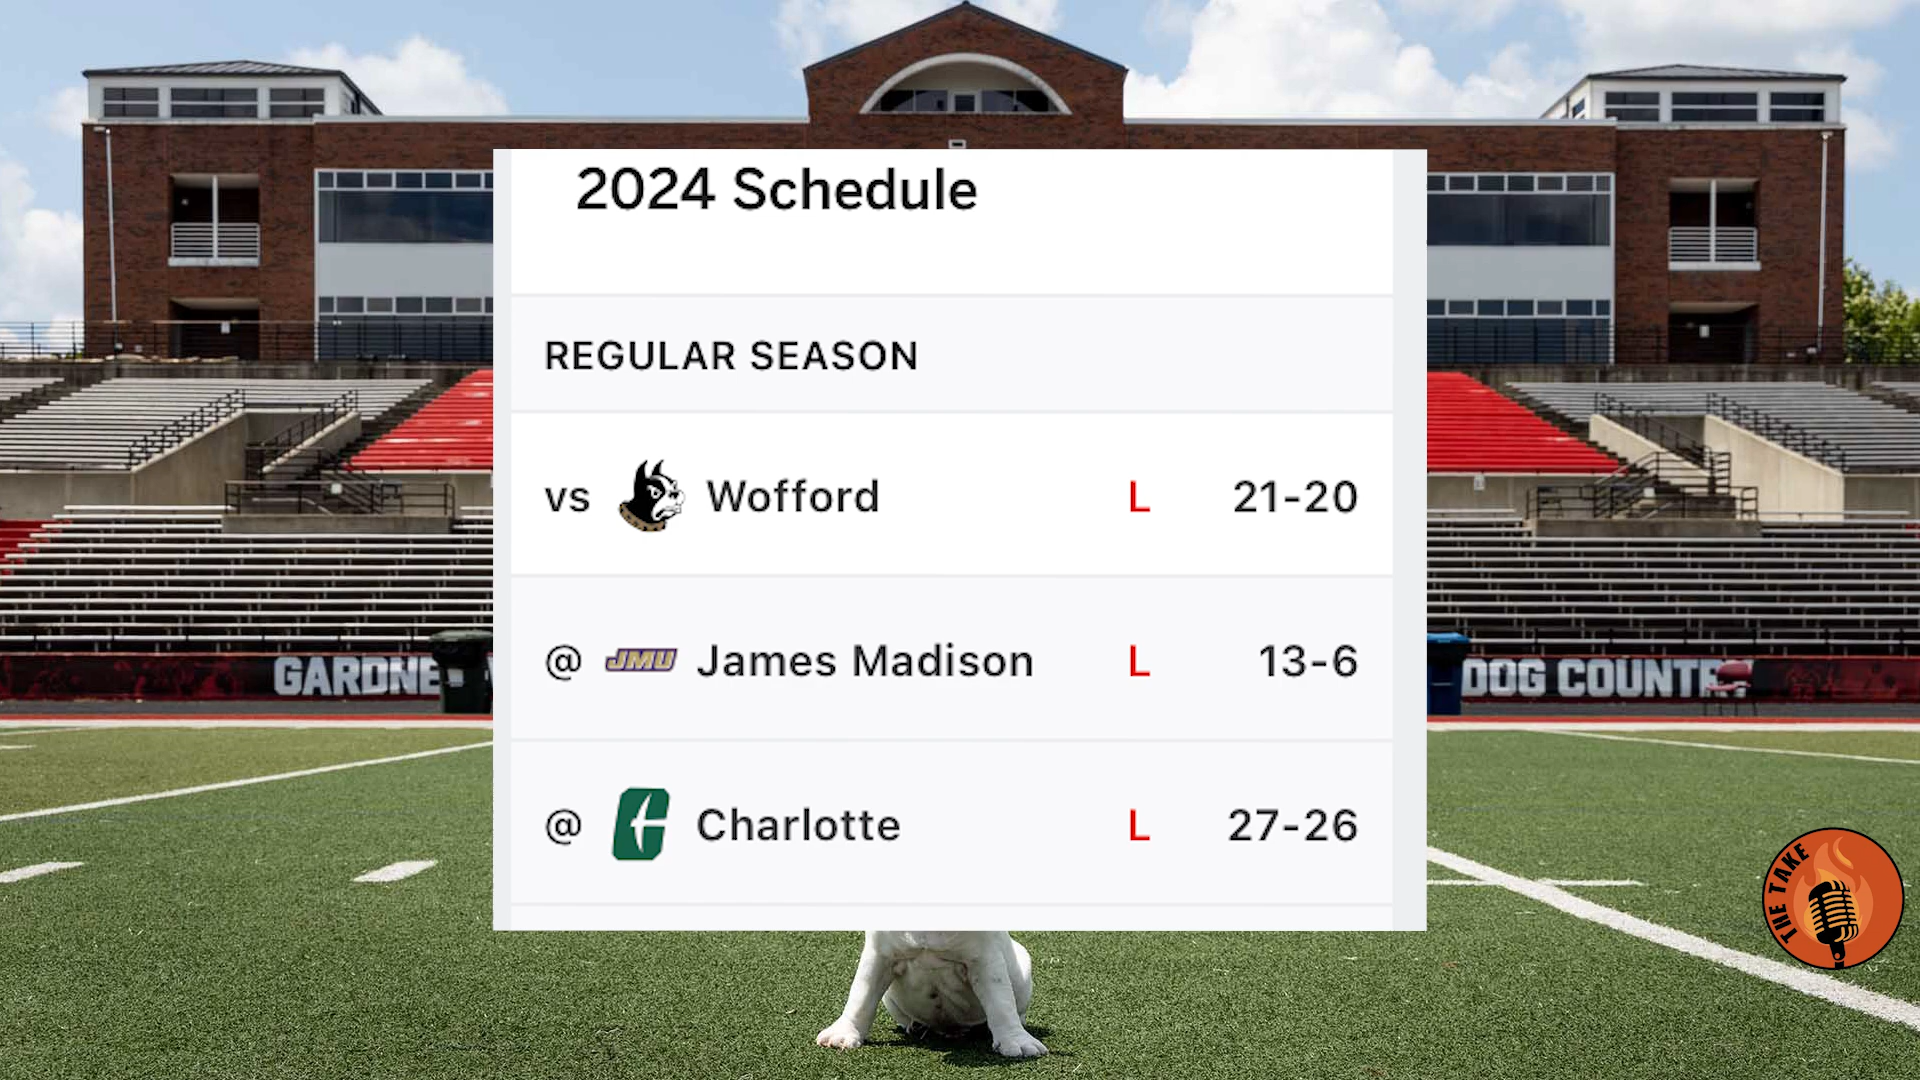 2024 Schedule
REGULAR SEASON
vs Wofford L 21-20
@ JMU James Madison L 13-6
@ C Charlotte L 27-26
GARDNE
DOG COUNT
THE TAKE